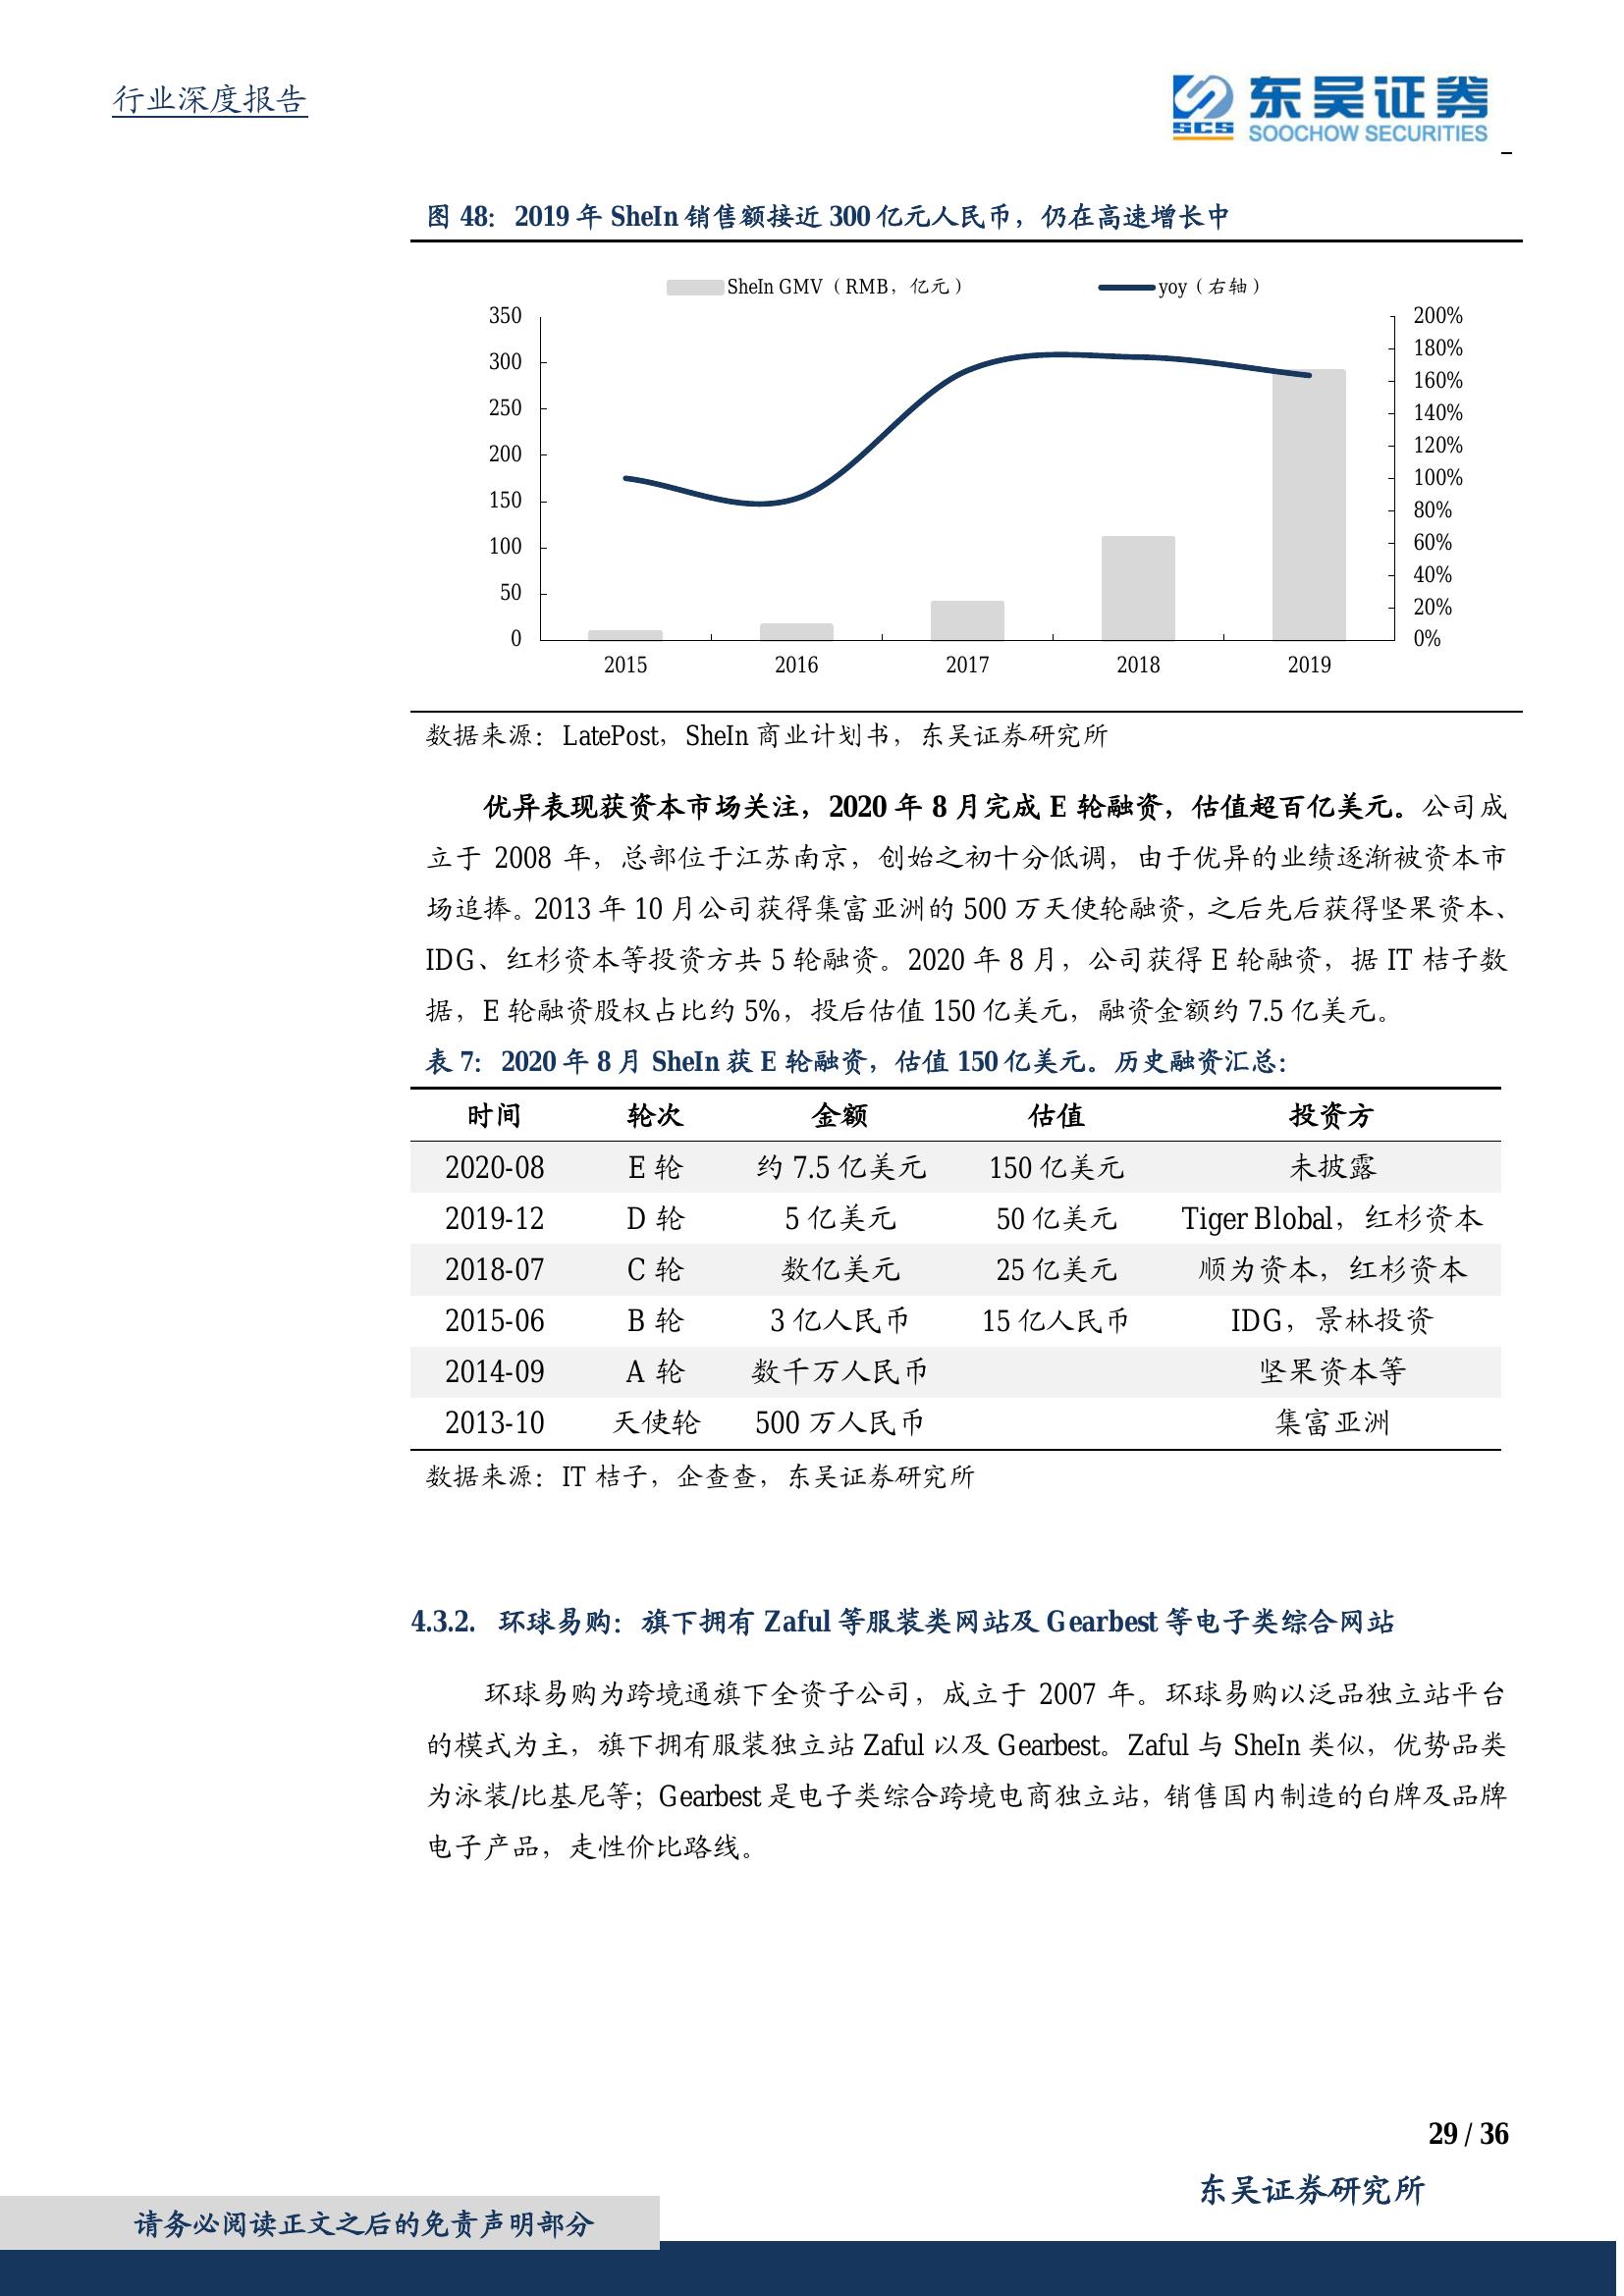 行业深度报告
SCS
东吴证券
SOOCHOW SECURITIES
图 48：2019 年 SheIn 销售额接近 300 亿元人民币，仍在高速增长中
SheIn GMV（RMB，亿元） yoy（右轴）
350 200%
300 180%
250 160%
200 140%
150 120%
100 100%
50 80%
0 60%
40%
20%
0%
2015 2016 2017 2018 2019
数据来源：LatePost，SheIn 商业计划书，东吴证券研究所
优异表现获资本市场关注，2020 年 8 月完成 E 轮融资，估值超百亿美元。公司成
立于 2008 年，总部位于江苏南京，创始之初十分低调，由于优异的业绩逐渐被资本市
场追捧。2013 年 10 月公司获得集富亚洲的 500 万天使轮融资，之后先后获得坚果资本、
IDG、红杉资本等投资方共 5 轮融资。2020 年 8 月，公司获得 E 轮融资，据 IT 桔子数
据，E 轮融资股权占比约 5%，投后估值 150 亿美元，融资金额约 7.5 亿美元。
表 7：2020 年 8 月 SheIn 获 E 轮融资，估值 150 亿美元。历史融资汇总：
时间 轮次 金额 估值 投资方
2020-08 E 轮 约 7.5 亿美元 150 亿美元 未披露
2019-12 D 轮 5 亿美元 50 亿美元 Tiger Blobal，红杉资本
2018-07 C 轮 数亿美元 25 亿美元 顺为资本，红杉资本
2015-06 B 轮 3 亿人民币 15 亿人民币 IDG，景林投资
2014-09 A 轮 数千万人民币 坚果资本等
2013-10 天使轮 500 万人民币 集富亚洲
数据来源：IT 桔子，企查查，东吴证券研究所
4.3.2. 环球易购：旗下拥有 Zaful 等服装类网站及 Gearbest 等电子类综合网站
环球易购为跨境通旗下全资子公司，成立于 2007 年。环球易购以泛品独立站平台
的模式为主，旗下拥有服装独立站 Zaful 以及 Gearbest。Zaful 与 SheIn 类似，优势品类
为泳装/比基尼等；Gearbest 是电子类综合跨境电商独立站，销售国内制造的白牌及品牌
电子产品，走性价比路线。
29 / 36
东吴证券研究所
请务必阅读正文之后的免责声明部分